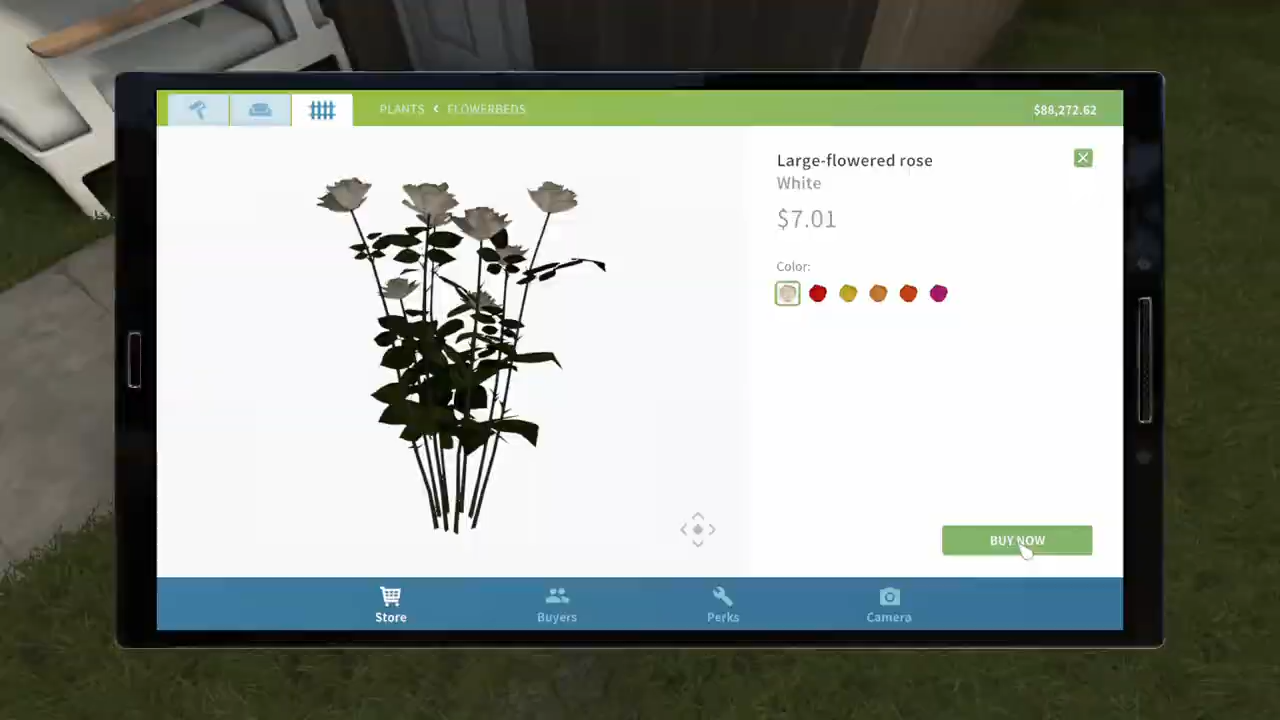 PLANTS < FLOWERBEDS
$88,272.62
Large-flowered rose
White
$7.01
Color:
BUY NOW
Store
Buyers
Perks
Camera